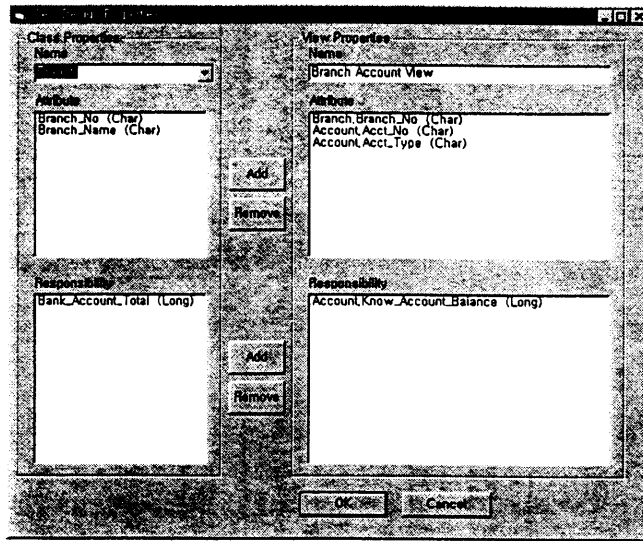 Class Properties
Name
Attribute
Branch_No (Char)
Branch_Name (Char)
Responsibility
Bank_Account_Total (Long)
Add
Remove
Add
Remove
View Properties
Name
Branch Account View
Attribute
Branch.Branch_No (Char)
Account.Acct_No (Char)
Account.Acct_Type (Char)
Responsibility
Account.Know_Account_Balance (Long)
OK
Cancel